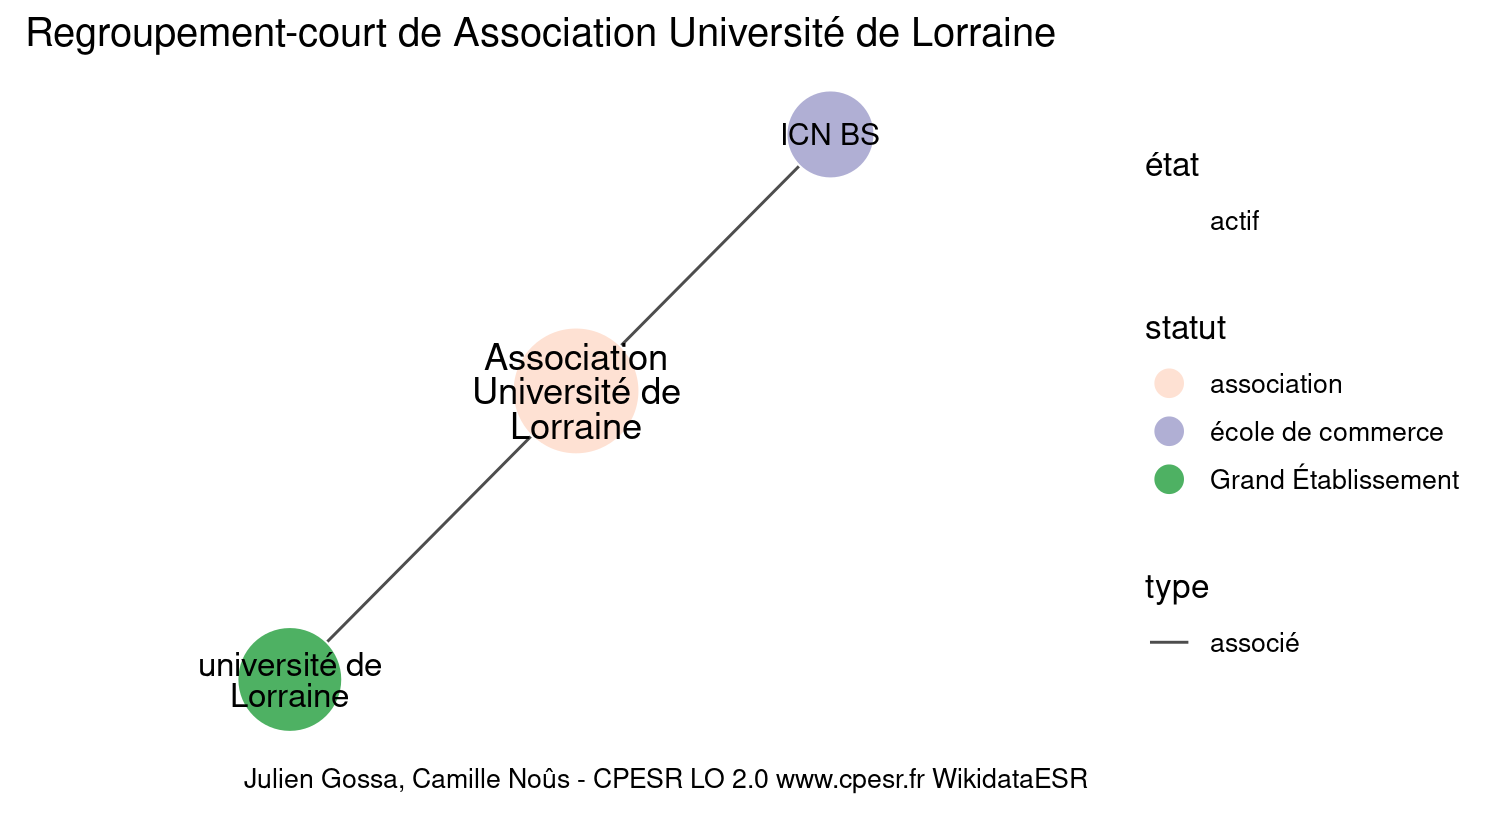 Regroupement-court de Association Université de Lorraine
ICN BS
Association
Université de
Lorraine
université de
Lorraine
état
actif
statut
association
école de commerce
Grand Établissement
type
associé
Julien Gossa, Camille Noûs - CPESR LO 2.0 www.cpesr.fr WikidataESR